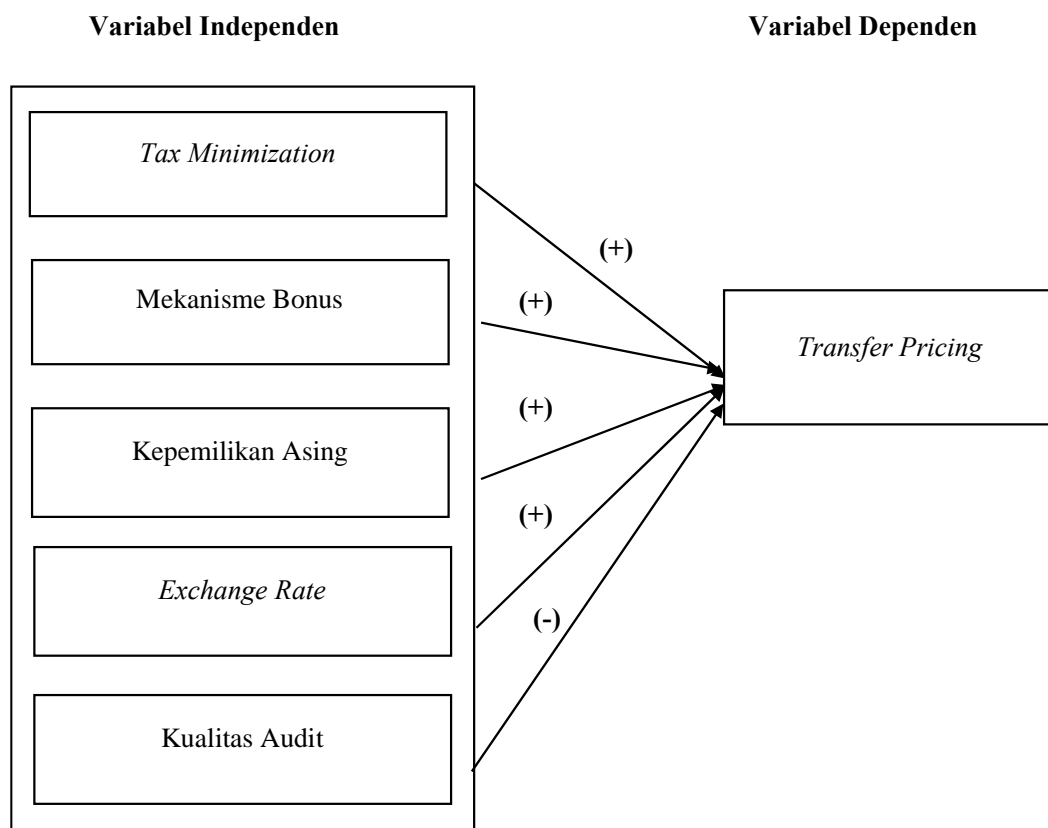 Variabel Independen
Variabel Dependen
Tax Minimization
(+)
Mekanisme Bonus
(+)
Transfer Pricing
Kepemilikan Asing
(+)
(+)
Exchange Rate
(-)
Kualitas Audit